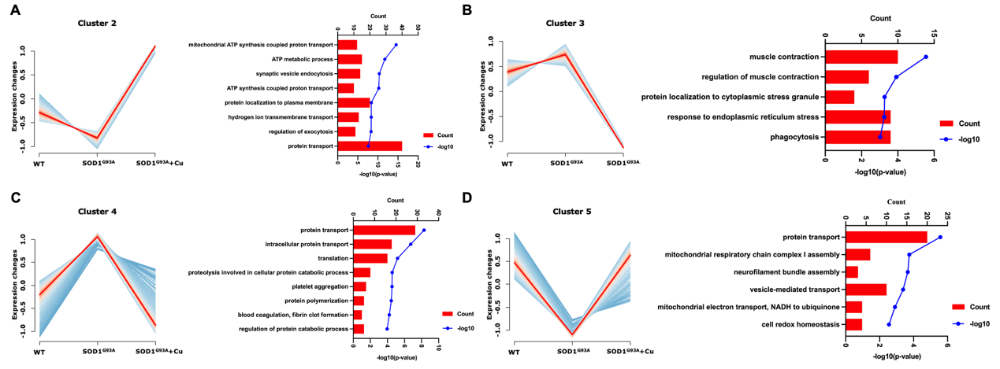 A
Cluster 2
Expression changes
1.0
0.5
0.0
-0.5
-1.0
WT
SOD1G93A
SOD1G93A+Cu
Count
0 10 20 30 40 50
mitochondrial ATP synthesis coupled proton transport
ATP metabolic process
synaptic vesicle endocytosis
ATP synthesis coupled proton transport
protein localization to plasma membrane
hydrogen ion transmembrane transport
regulation of exocytosis
protein transport
Count
-log10
0 5 10 15 20
-log10(p-value)
B
Cluster 3
Expression changes
1.0
0.5
0.0
-0.5
-1.0
WT
SOD1G93A
SOD1G93A
Count
0 5 10 15
muscle contraction
regulation of muscle contraction
protein localization to cytoplasmic stress granule
response to endoplasmic reticulum stress
phagocytosis
Count
-log10
0 2 4 6
-log10(p-value)
C
Cluster 4
Expression changes
1.0
0.5
0.0
-0.5
-1.0
WT
SOD1G93A
SOD1G93A+Cu
Count
0 10 20 30 40
protein transport
intracellular protein transport
translation
proteolysis involved in cellular protein catabolic process
platelet aggregation
protein polymerization
blood coagulation, fibrin clot formation
regulation of protein catabolic process
Count
-log10
0 2 4 6 8 10
-log10(p-value)
D
Cluster 5
Expression changes
1.0
0.5
0.0
-0.5
-1.0
WT
SOD1G93A
SOD1G93A+Cu
Count
0 5 10 15 20 25
protein transport
mitochondrial respiratory chain complex I assembly
neurofilament bundle assembly
vesicle-mediated transport
mitochondrial electron transport, NADH to ubiquinone
cell redox homeostasis
Count
-log10
0 2 4 6
-log10(p-value)